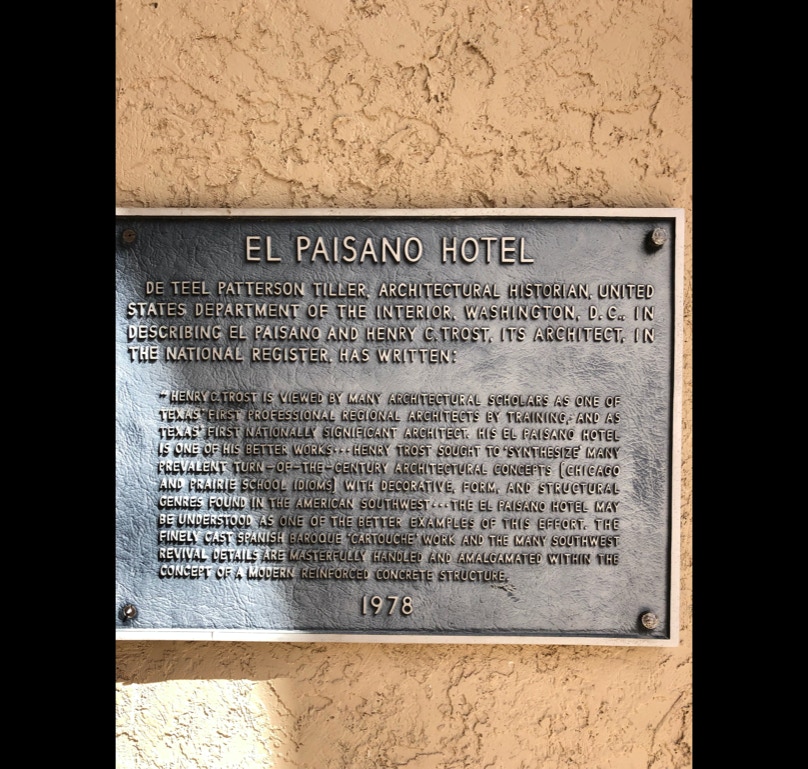 EL PAISANO HOTEL
DE TEEL PATTERSON TILLER, ARCHITECTURAL HISTORIAN, UNITED
STATES DEPARTMENT OF THE INTERIOR, WASHINGTON, D.C., IN
DESCRIBING EL PAISANO AND HENRY C.TROST, ITS ARCHITECT, IN
THE NATIONAL REGISTER, HAS WRITTEN:
"HENRY C.TROST IS VIEWED BY MANY ARCHITECTURAL SCHOLARS AS ONE OF
TEXAS' FIRST PROFESSIONAL REGIONAL ARCHITECTS BY TRAINING, AND AS
TEXAS' FIRST NATIONALLY SIGNIFICANT ARCHITECT. HIS EL PAISANO HOTEL
IS ONE OF HIS BETTER WORKS···HENRY TROST SOUGHT TO 'SYNTHESIZE' MANY
PREVALENT TURN-OF-THE-CENTURY ARCHITECTURAL CONCEPTS (CHICAGO
AND PRAIRIE SCHOOL IDIOMS) WITH DECORATIVE, FORM, AND STRUCTURAL
GENRES FOUND IN THE AMERICAN SOUTHWEST···THE EL PAISANO HOTEL MAY
BE UNDERSTOOD AS ONE OF THE BETTER EXAMPLES OF THIS EFFORT. THE
FINELY CAST SPANISH BAROQUE 'CARTOUCHE' WORK AND THE MANY SOUTHWEST
REVIVAL DETAILS ARE MASTERFULLY HANDLED AND AMALGAMATED WITHIN THE
CONCEPT OF A MODERN REINFORCED CONCRETE STRUCTURE.
1978